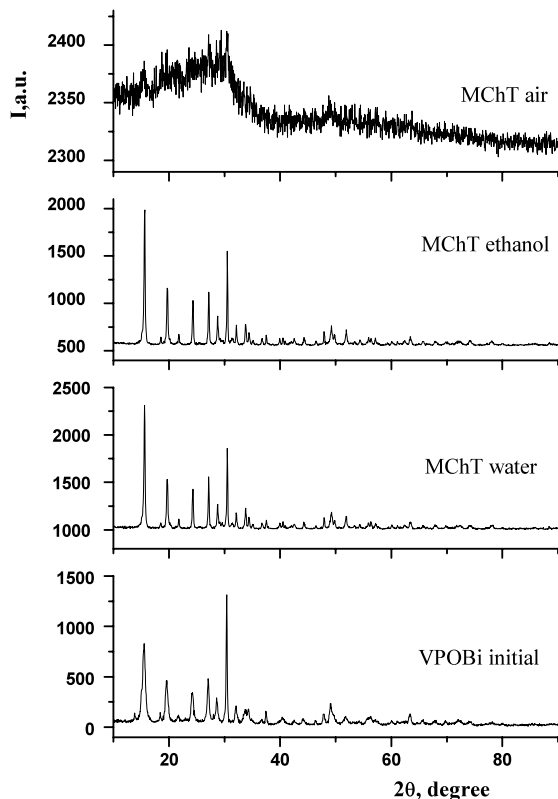 I,a.u.
2400
2350
2300
MChT air
2000
1500
1000
500
MChT ethanol
2500
2000
1500
1000
MChT water
1500
1000
500
0
VPOBi initial
20 40 60 80
2θ, degree